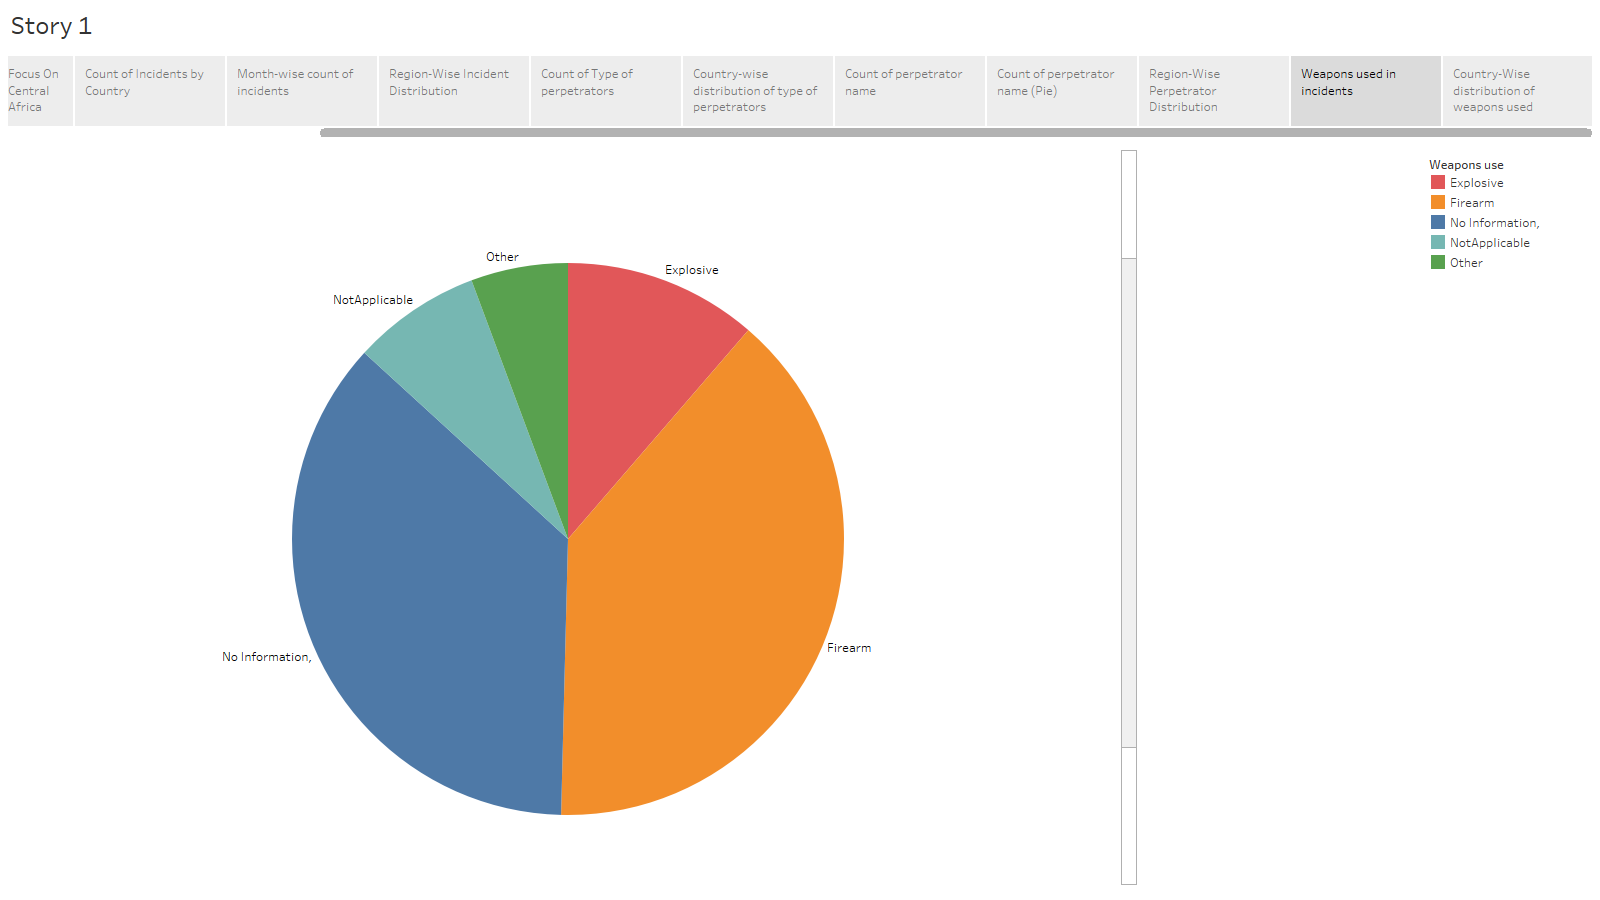 Story 1
Focus On
Central
Africa
Count of Incidents by
Country
Month-wise count of
incidents
Region-Wise Incident
Distribution
Count of Type of
perpetrators
Country-wise
distribution of type of
perpetrators
Count of perpetrator
name
Count of perpetrator
name (Pie)
Region-Wise
Perpetrator
Distribution
Weapons used in
incidents
Country-Wise
distribution of
weapons used
Other
Explosive
NotApplicable
Firearm
No Information,
Weapons use
Explosive
Firearm
No Information,
NotApplicable
Other